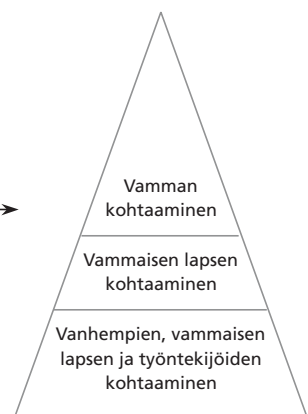 Vamman
kohtaaminen
Vammaisen lapsen
kohtaaminen
Vanhempien, vammaisen
lapsen ja työntekijöiden
kohtaaminen